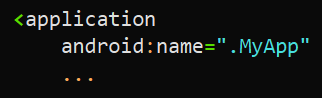 <application
    android:name=".MyApp"
    ...